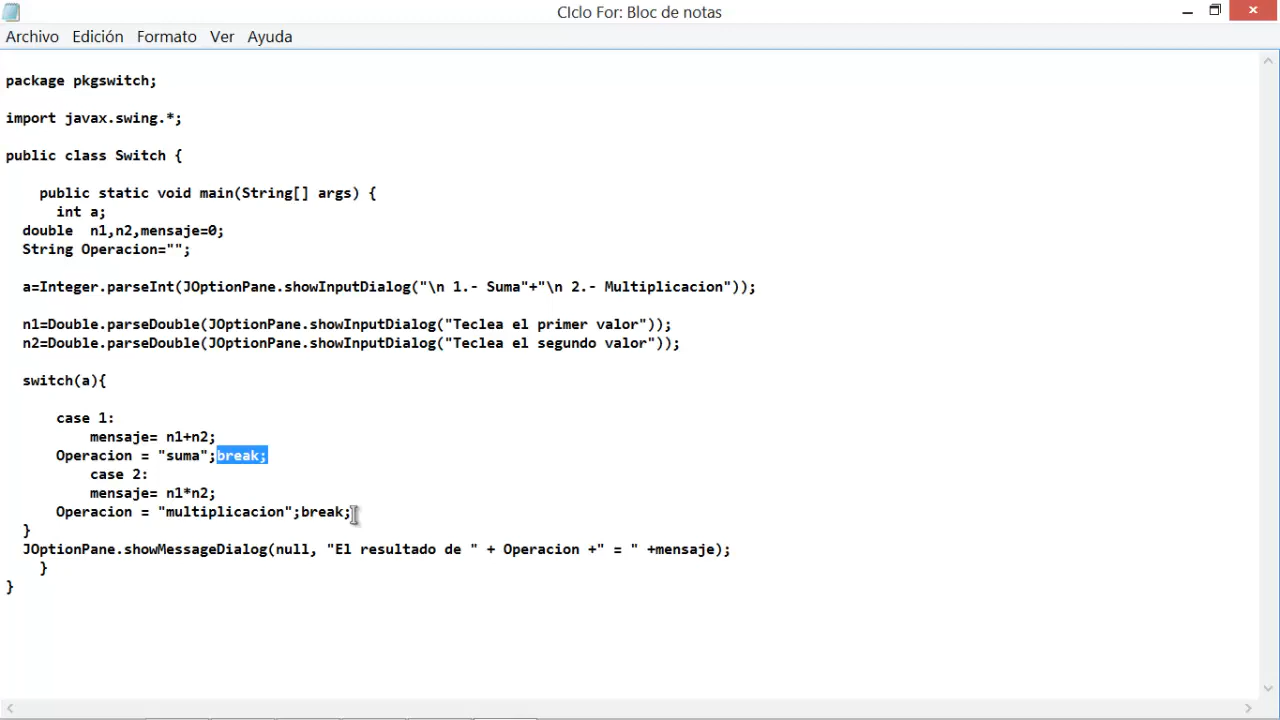 CIclo For: Bloc de notas
Archivo Edición Formato Ver Ayuda
package pkgswitch;
import javax.swing.*;
public class Switch {
public static void main(String[] args) {
int a;
double  n1,n2,mensaje=0;
String Operacion="";
a=Integer.parseInt(JOptionPane.showInputDialog("\n 1.- Suma"+"\n 2.- Multiplicacion"));
n1=Double.parseDouble(JOptionPane.showInputDialog("Teclea el primer valor"));
n2=Double.parseDouble(JOptionPane.showInputDialog("Teclea el segundo valor"));
switch(a){
case 1:
mensaje= n1+n2;
Operacion = "suma";break;
case 2:
mensaje= n1*n2;
Operacion = "multiplicacion";break;
}
JOptionPane.showMessageDialog(null, "El resultado de " + Operacion +" = " +mensaje);
}
}